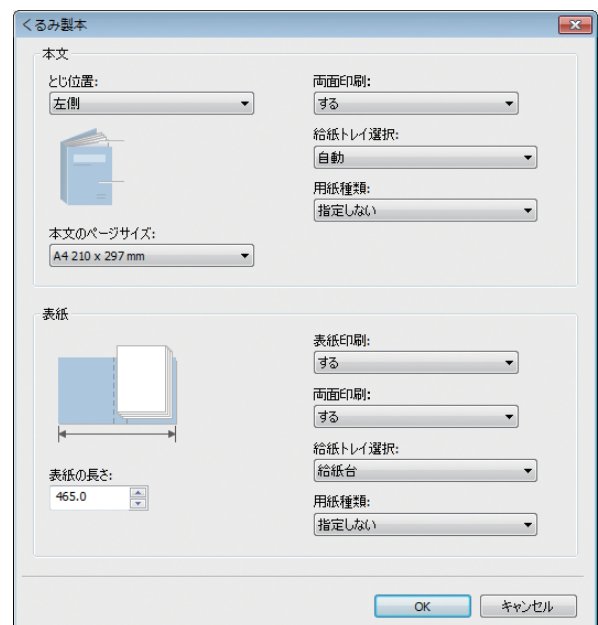 くるみ製本
本文
とじ位置:
左側
両面印刷:
する
給紙トレイ選択:
自動
用紙種類:
指定しない
本文のページサイズ:
A4 210 x 297 mm
表紙
表紙印刷:
する
両面印刷:
する
給紙トレイ選択:
給紙台
表紙の長さ:
465.0
用紙種類:
指定しない
OK
キャンセル